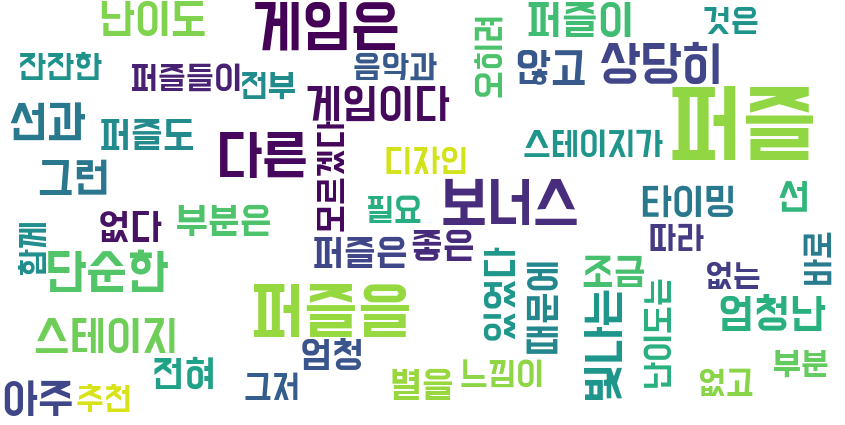 난이도
게임은
퍼즐이
것은
오히려
잔잔한
퍼즐들이
전부
음악과
않고
상당히
선과
퍼즐도
게임이다
퍼즐
다른
모르겠다
디자인
스테이지가
그런
없다
부분은
필요
보너스
타이밍
선
함께
단순한
퍼즐은
좋은
따라
바로
있었다
때문에
조금
없는
스테이지
퍼즐을
빛나는
난이도는
엄청난
전혀
엄청
아주
추천
그저
별을
느낌이
없고
부분